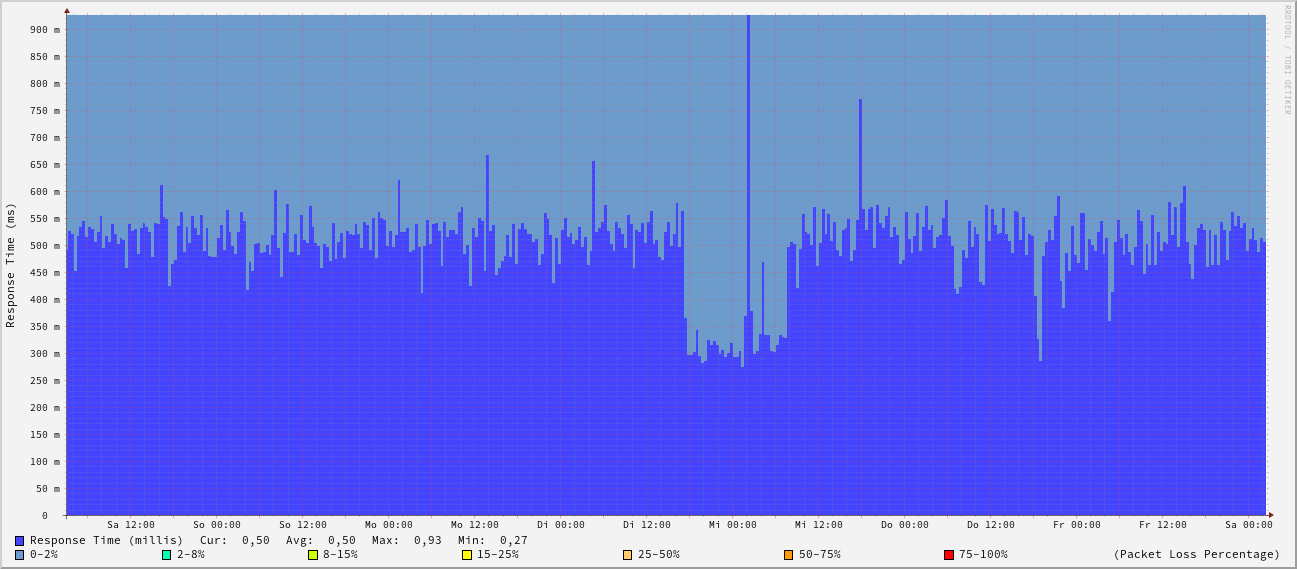 RRDTOOL / TOBI OETIKER
Response Time (ms)
900 m
850 m
800 m
750 m
700 m
650 m
600 m
550 m
500 m
450 m
400 m
350 m
300 m
250 m
200 m
150 m
100 m
50 m
0
Sa 12:00 So 00:00 So 12:00 Mo 00:00 Mo 12:00 Di 00:00 Di 12:00 Mi 00:00 Mi 12:00 Do 00:00 Do 12:00 Fr 00:00 Fr 12:00 Sa 00:00
Response Time (millis) Cur: 0,50 Avg: 0,50 Max: 0,93 Min: 0,27
0-2% 2-8% 8-15% 15-25% 25-50% 50-75% 75-100% (Packet Loss Percentage)